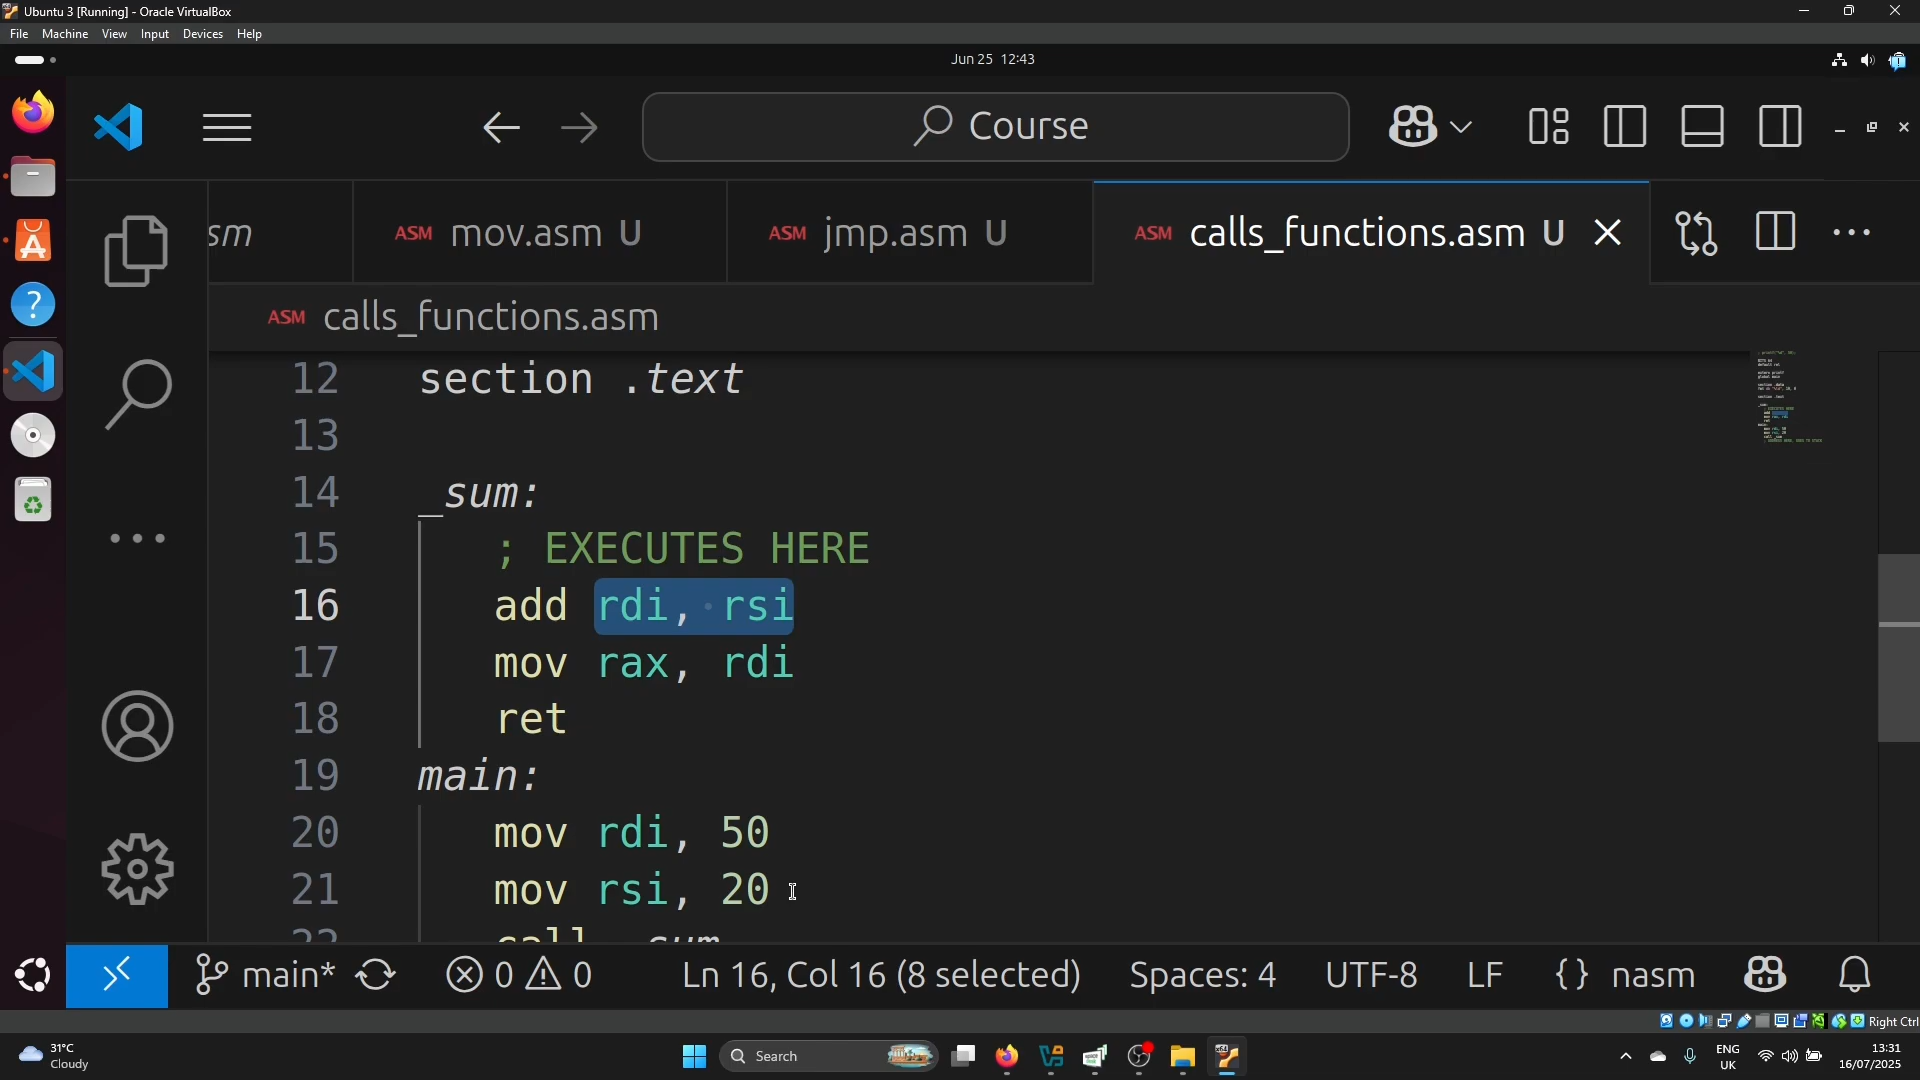 Ubuntu 3 [Running] - Oracle VirtualBox
File Machine View Input Devices Help
Jun 25 12:43
Course
sm
ASM mov.asm U
ASM jmp.asm U
ASM calls_functions.asm U
ASM calls_functions.asm
12 section .text
13
14 _sum:
15 ; EXECUTES HERE
16 add rdi, rsi
17 mov rax, rdi
18 ret
19 main:
20 mov rdi, 50
21 mov rsi, 20
22 call _sum
main* 0 0 Ln 16, Col 16 (8 selected) Spaces: 4 UTF-8 LF {} nasm
Right Ctrl
31°C
Cloudy
Search
ENG
UK
13:31
16/07/2025